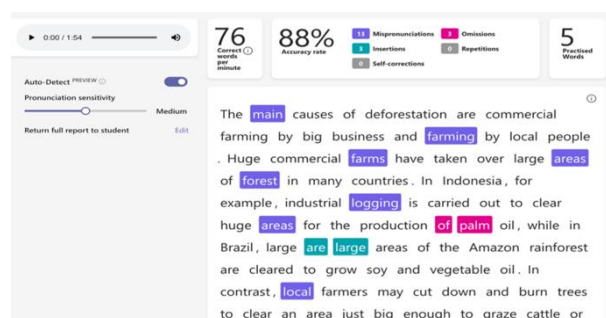 0:00 / 1:54
Auto-Detect PREVIEW
Pronunciation sensitivity
Medium
Return full report to student Edit
76
Correct
words
per
minute
88%
Accuracy rate
13 Mispronunciations
3 Omissions
3 Insertions
0 Repetitions
0 Self-corrections
5
Practised
Words
The main causes of deforestation are commercial
farming by big business and farming by local people
. Huge commercial farms have taken over large areas
of forest in many countries. In Indonesia, for
example, industrial logging is carried out to clear
huge areas for the production of palm oil, while in
Brazil, large are large areas of the Amazon rainforest
are cleared to grow soy and vegetable oil. In
contrast, local farmers may cut down and burn trees
to clear an area just big enough to graze cattle or